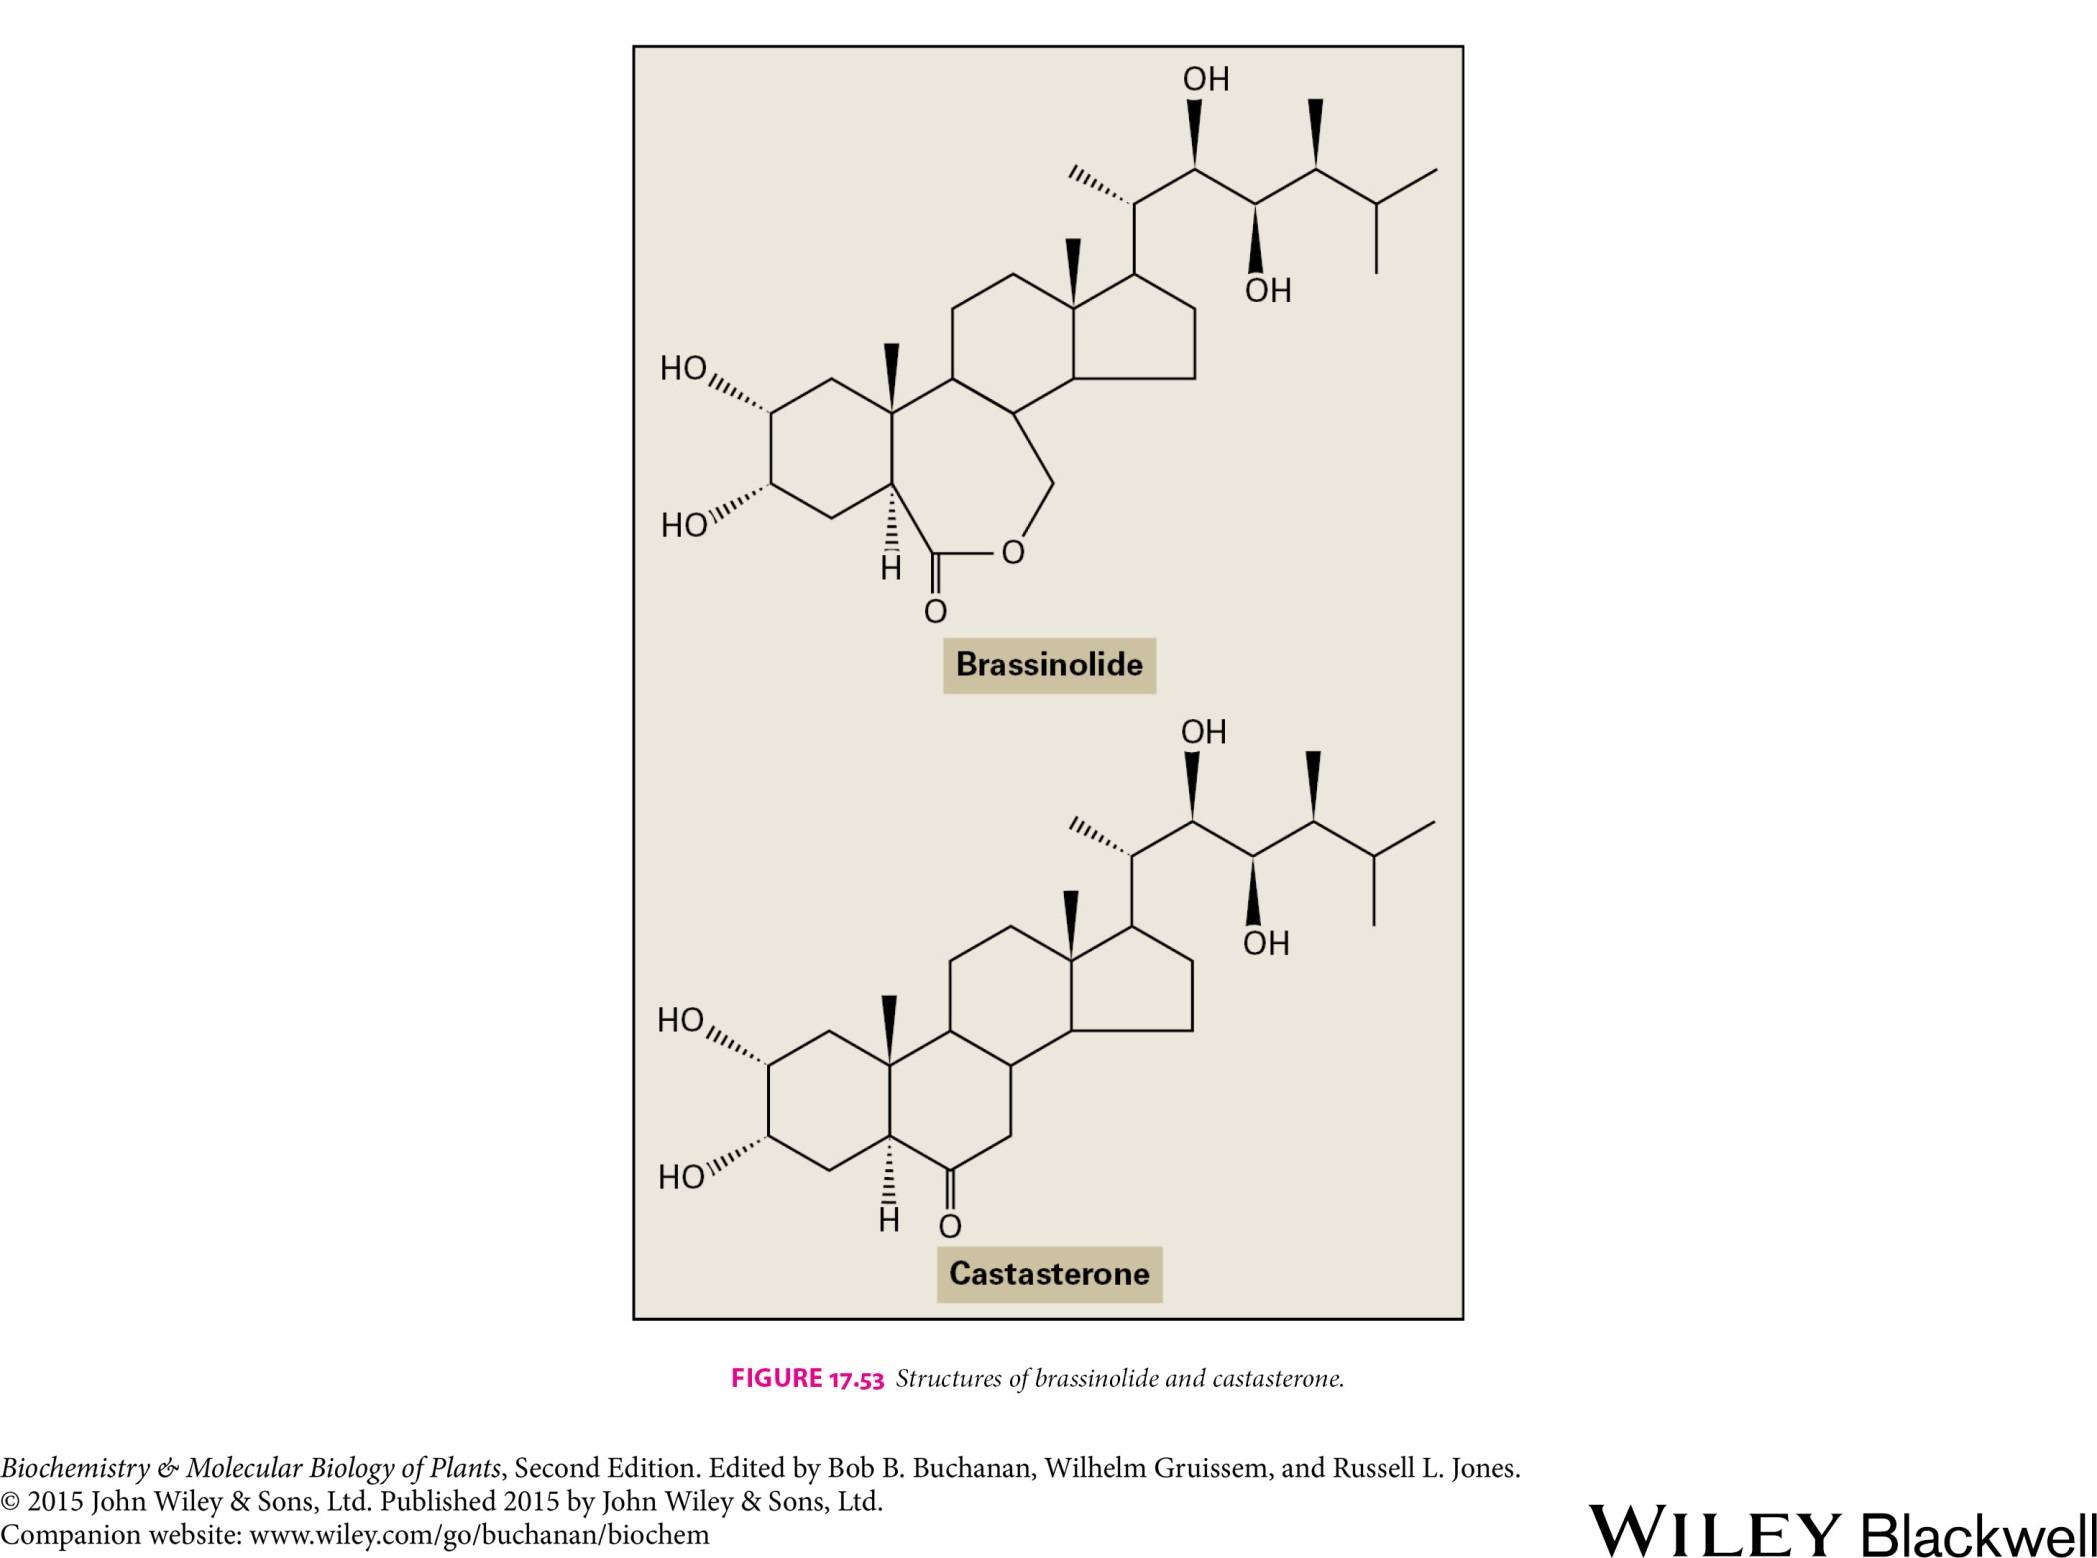 OH
OH
HO
HO
H
O
O
Brassinolide
OH
OH
HO
HO
H
O
Castasterone
FIGURE 17.53 Structures of brassinolide and castasterone.
Biochemistry & Molecular Biology of Plants, Second Edition. Edited by Bob B. Buchanan, Wilhelm Gruissem, and Russell L. Jones.
© 2015 John Wiley & Sons, Ltd. Published 2015 by John Wiley & Sons, Ltd.
Companion website: www.wiley.com/go/buchanan/biochem
WILEY Blackwell